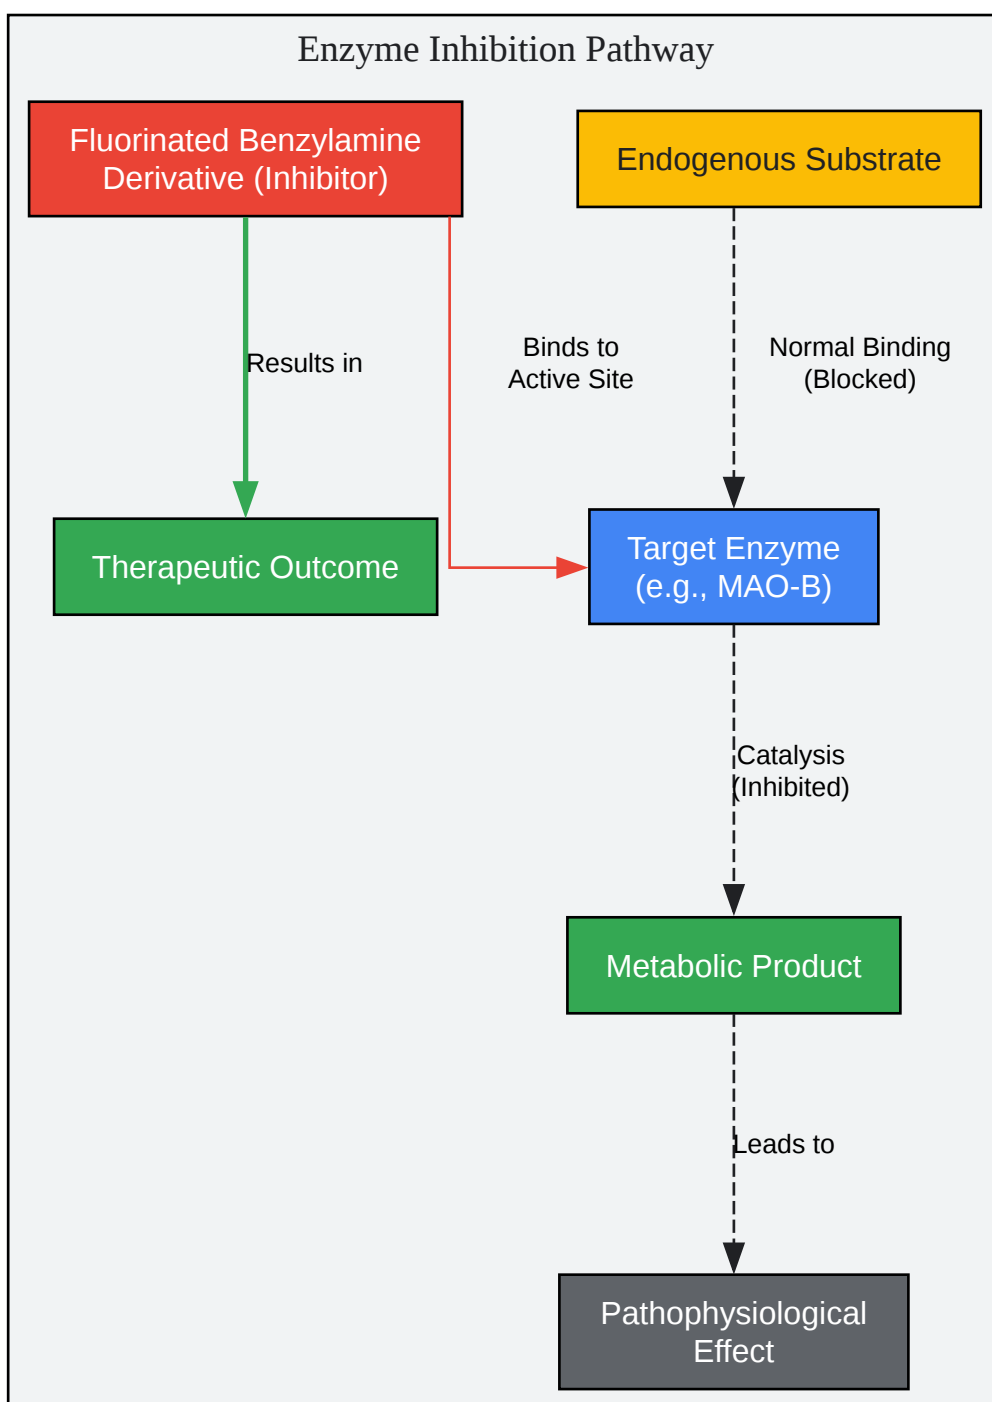 Enzyme Inhibition Pathway
Fluorinated Benzylamine
Derivative (Inhibitor)
Endogenous Substrate
Results in
Binds to
Active Site
Normal Binding
(Blocked)
Therapeutic Outcome
Target Enzyme
(e.g., MAO-B)
Catalysis
(Inhibited)
Metabolic Product
Leads to
Pathophysiological
Effect